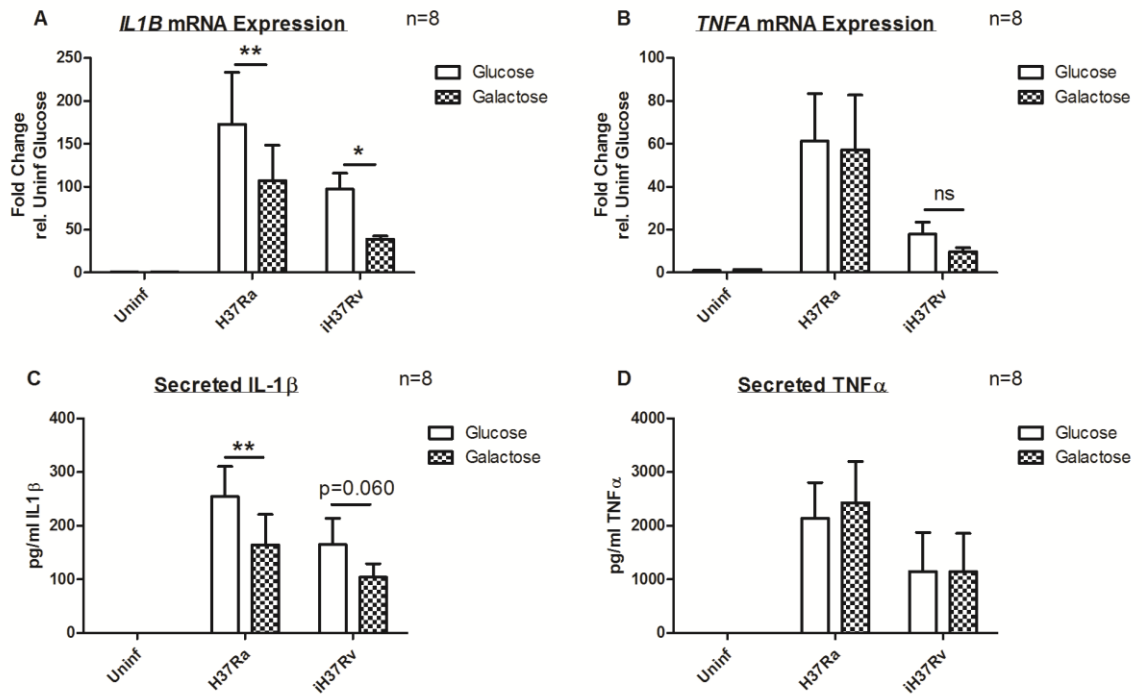 A
IL1B mRNA Expression
n=8
250
200
150
100
50
0
Fold Change
rel. Uninf Glucose
**
*
Glucose
Galactose
Uninf
H37Ra
iH37Rv
B
TNFA mRNA Expression
n=8
100
80
60
40
20
0
Fold Change
rel. Uninf Glucose
ns
Glucose
Galactose
Uninf
H37Ra
iH37Rv
C
Secreted IL-1β
n=8
400
300
200
100
0
pg/ml IL1β
**
p=0.060
Glucose
Galactose
Uninf
H37Ra
iH37Rv
D
Secreted TNFα
n=8
4000
3000
2000
1000
0
pg/ml TNFα
Glucose
Galactose
Uninf
H37Ra
iH37Rv